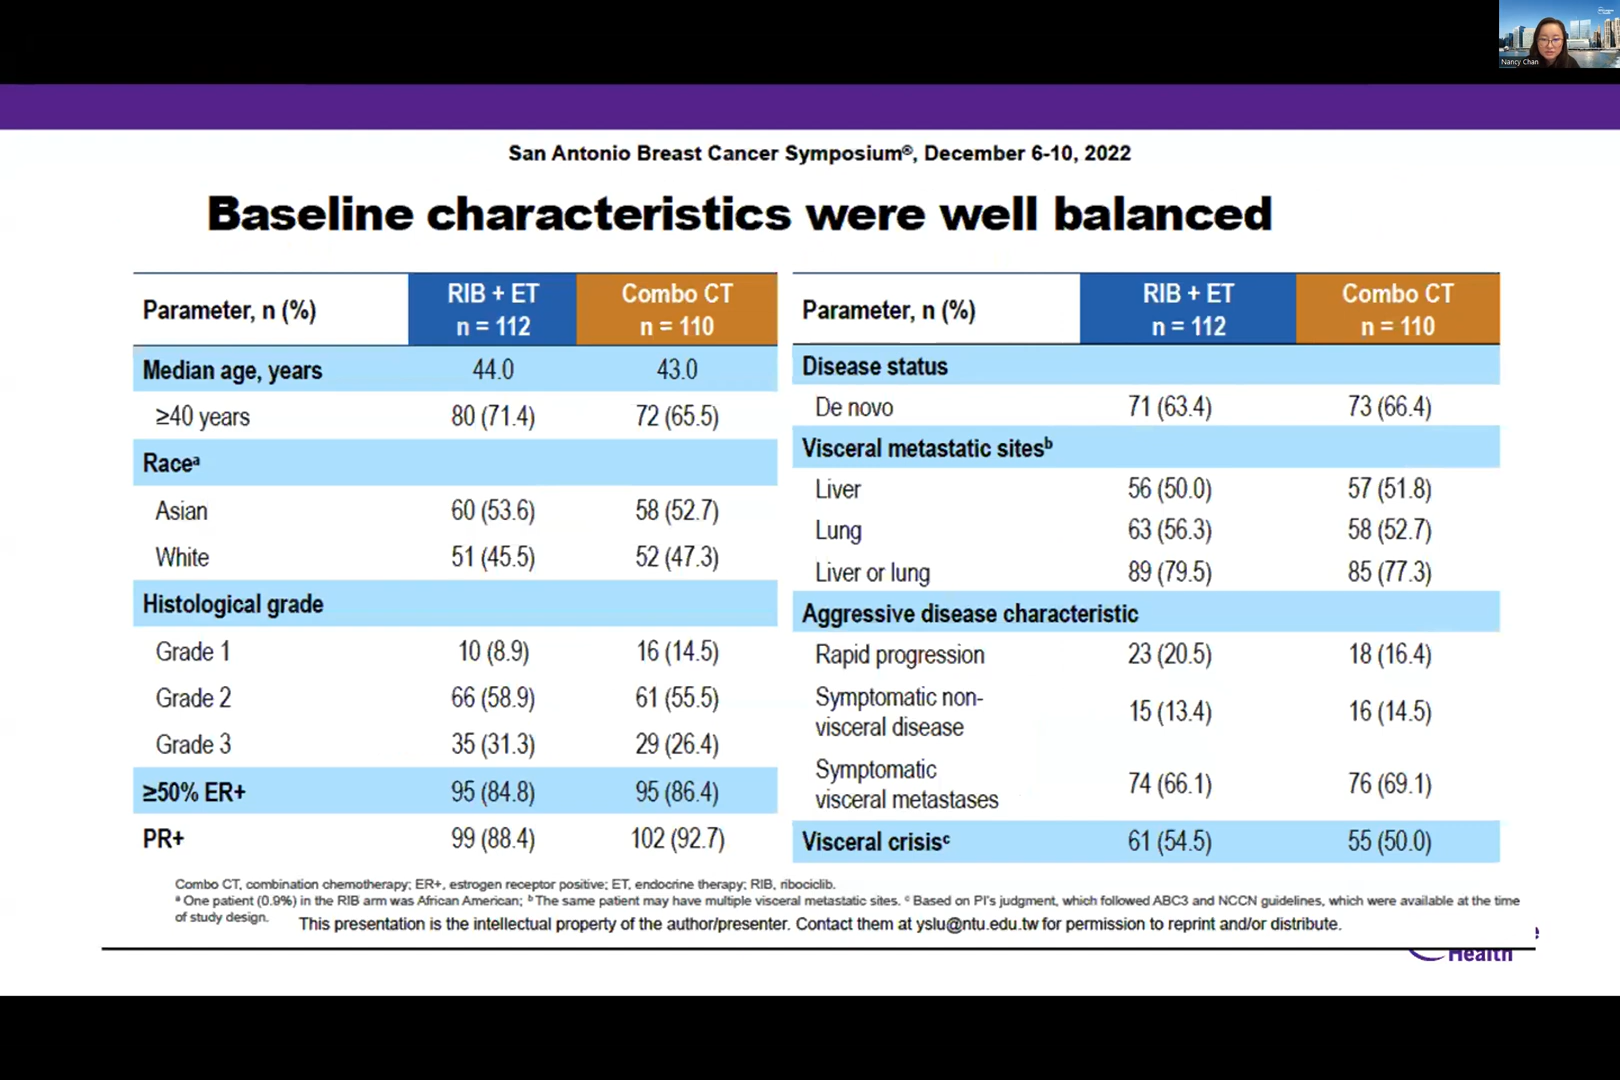 Nancy Chan
San Antonio Breast Cancer Symposium®, December 6-10, 2022
Baseline characteristics were well balanced
Parameter, n (%) RIB + ET n = 112 Combo CT n = 110
Median age, years 44.0 43.0
≥40 years 80 (71.4) 72 (65.5)
Raceᵃ
Asian 60 (53.6) 58 (52.7)
White 51 (45.5) 52 (47.3)
Histological grade
Grade 1 10 (8.9) 16 (14.5)
Grade 2 66 (58.9) 61 (55.5)
Grade 3 35 (31.3) 29 (26.4)
≥50% ER+ 95 (84.8) 95 (86.4)
PR+ 99 (88.4) 102 (92.7)
Parameter, n (%) RIB + ET n = 112 Combo CT n = 110
Disease status
De novo 71 (63.4) 73 (66.4)
Visceral metastatic sitesᵇ
Liver 56 (50.0) 57 (51.8)
Lung 63 (56.3) 58 (52.7)
Liver or lung 89 (79.5) 85 (77.3)
Aggressive disease characteristic
Rapid progression 23 (20.5) 18 (16.4)
Symptomatic non-
visceral disease 15 (13.4) 16 (14.5)
Symptomatic
visceral metastases 74 (66.1) 76 (69.1)
Visceral crisisᶜ 61 (54.5) 55 (50.0)
Combo CT, combination chemotherapy; ER+, estrogen receptor positive; ET, endocrine therapy; RIB, ribociclib.
ᵃ One patient (0.9%) in the RIB arm was African American; ᵇ The same patient may have multiple visceral metastatic sites. ᶜ Based on PI's judgment, which followed ABC3 and NCCN guidelines, which were available at the time
of study design.
This presentation is the intellectual property of the author/presenter. Contact them at yslu@ntu.edu.tw for permission to reprint and/or distribute.
Health